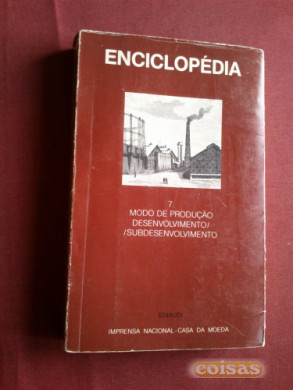 ENCICLOPÉDIA
7
MODO DE PRODUÇÃO
DESENVOLVIMENTO/
/SUBDESENVOLVIMENTO
EINAUDI
IMPRENSA NACIONAL-CASA DA MOEDA
coisas